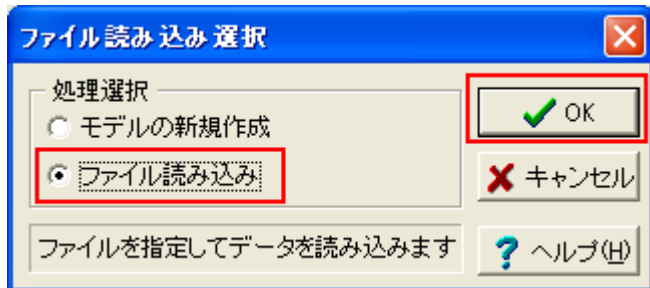 ファイル読み込み選択
処理選択
モデルの新規作成
ファイル読み込み
ファイルを指定してデータを読み込みます
OK
キャンセル
ヘルプ(H)